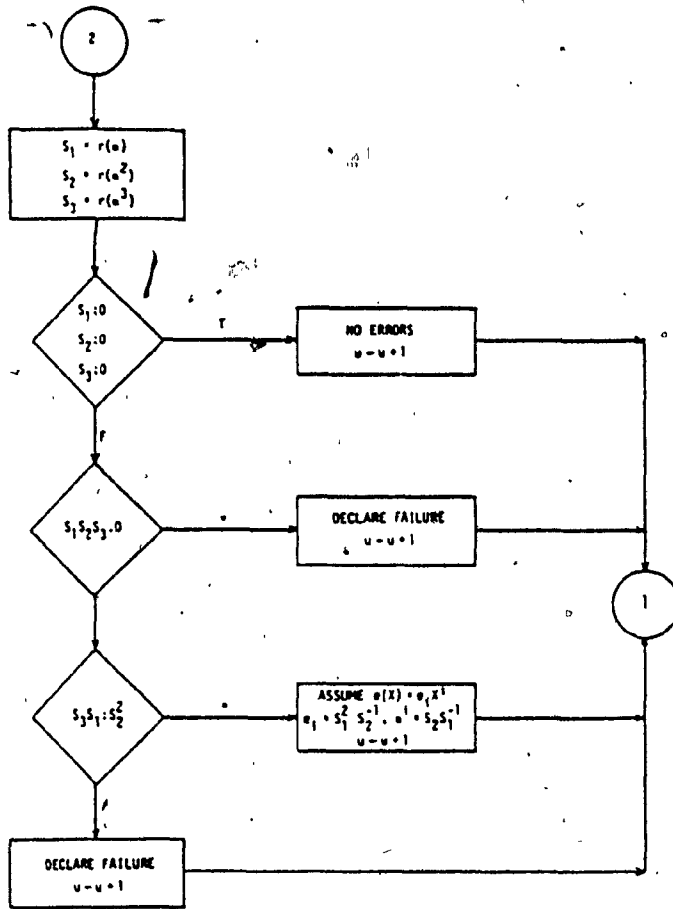 2
S₁ = r(α)
S₂ = r(α²)
S₃ = r(α³)
S₁:0
S₂:0
S₃:0
T
NO ERRORS
u ← u + 1
F
S₁S₂S₃:0
=
DECLARE FAILURE
u ← u + 1
1
S₃S₁:S₂²
=
ASSUME e(X) = eᵢXⁱ
eᵢ = S₁² S₂⁻¹, αⁱ = S₂S₁⁻¹
u ← u + 1
DECLARE FAILURE
u ← u + 1